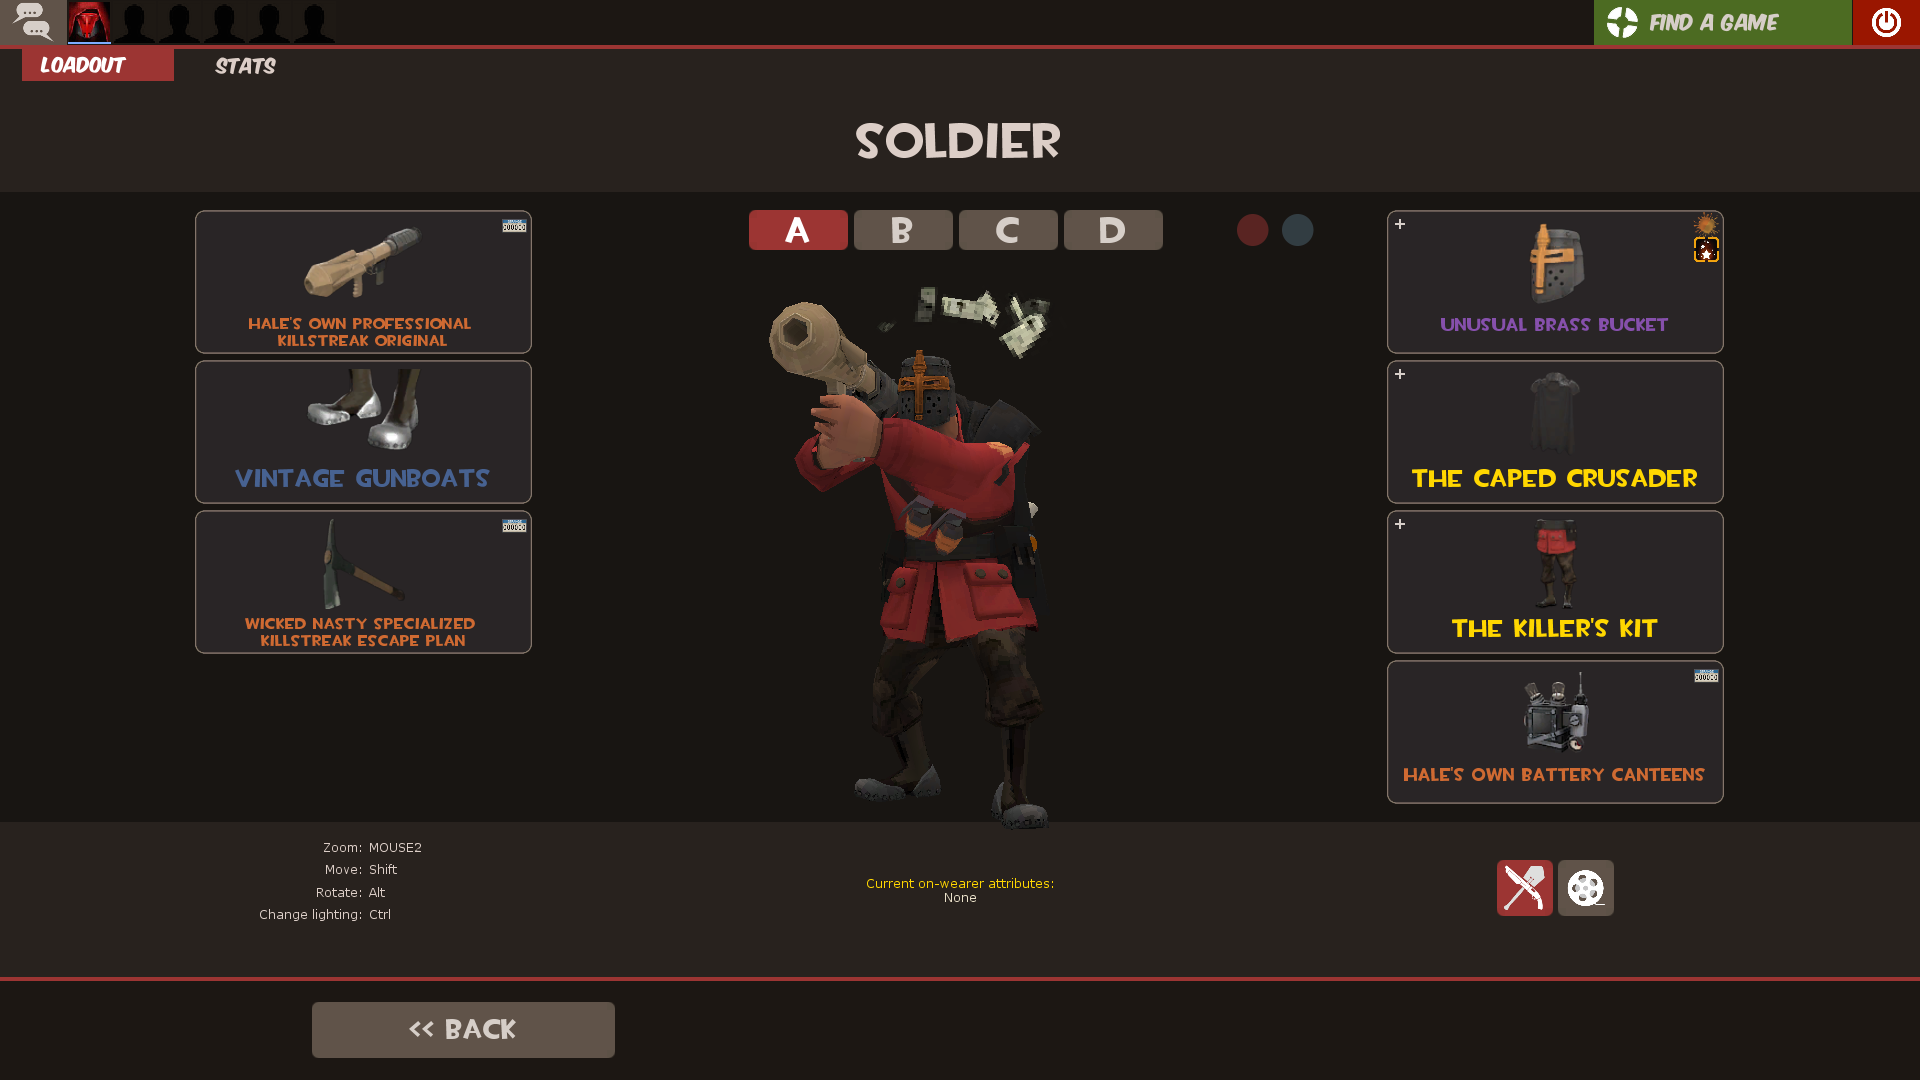 FIND A GAME
LOADOUT
STATS
SOLDIER
A
B
C
D
HALE'S OWN PROFESSIONAL
KILLSTREAK ORIGINAL
VINTAGE GUNBOATS
WICKED NASTY SPECIALIZED
KILLSTREAK ESCAPE PLAN
UNUSUAL BRASS BUCKET
THE CAPED CRUSADER
THE KILLER'S KIT
HALE'S OWN BATTERY CANTEENS
Zoom: MOUSE2
Move: Shift
Rotate: Alt
Change lighting: Ctrl
Current on-wearer attributes:
None
<< BACK